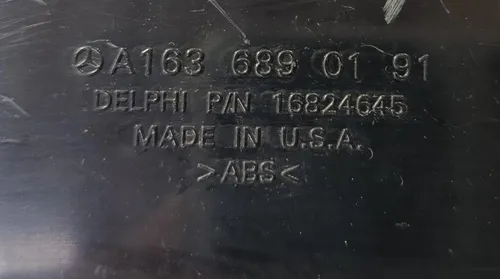 A163 689 01 91
DELPHI P/N 16824645
MADE IN U.S.A.
>ABS<